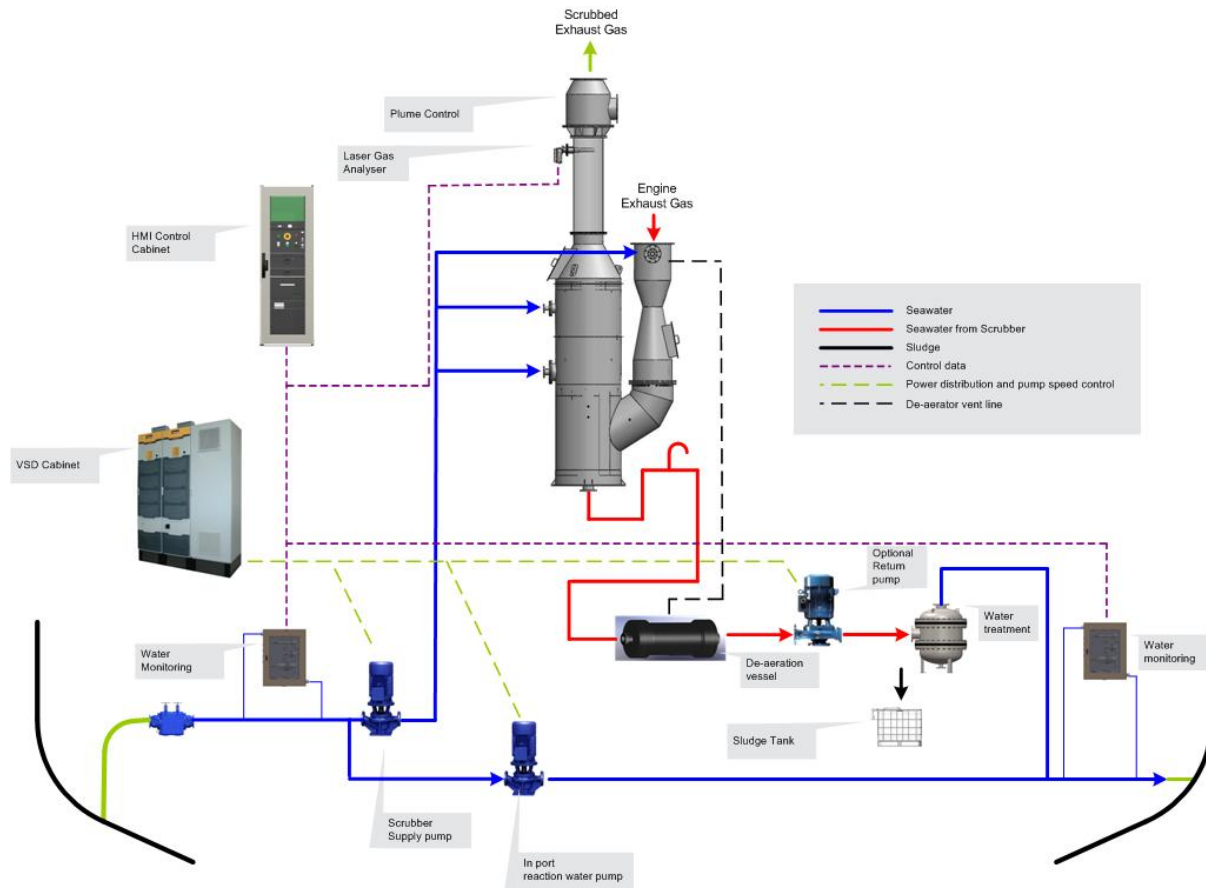 Scrubbed
Exhaust Gas
Plume Control
Laser Gas
Analyser
Engine
Exhaust Gas
HMI Control
Cabinet
Seawater
Seawater from Scrubber
Sludge
Control data
Power distribution and pump speed control
De-aerator vent line
VSD Cabinet
Optional
Return
pump
Water
treatment
Water
Monitoring
De-aeration
vessel
Water
monitoring
Sludge Tank
Scrubber
Supply pump
In port
reaction water pump